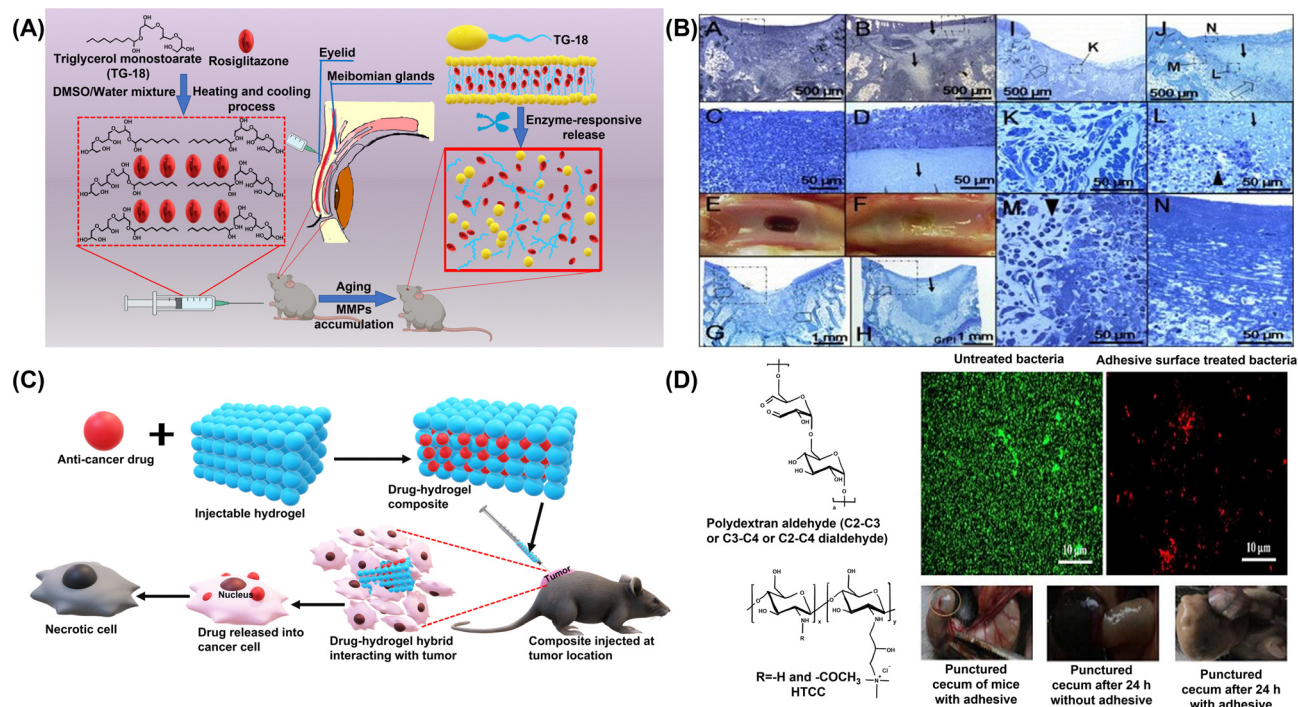 (A)
Triglycerol monostoarate
(TG-18)
Rosiglitazone
DMSO/Water mixture
Heating and cooling
process
Eyelid
Meibomian glands
TG-18
Enzyme-responsive
release
Aging
MMPs
accumulation
(B)
A
500 µm
B
500 µm
I
K
500 µm
J
N
M
L
500 µm
C
50 µm
D
50 µm
K
50 µm
L
50 µm
E
F
M
50 µm
N
50 µm
G
1 mm
H
GrPl
1 mm
(C)
Anti-cancer drug
+
Injectable hydrogel
Drug-hydrogel
composite
Tumor
Composite injected at
tumor location
Drug-hydrogel hybrid
interacting with tumor
Nucleus
Drug released into
cancer cell
Necrotic cell
(D)
Polydextran aldehyde (C2-C3
or C3-C4 or C2-C4 dialdehyde)
R=-H and -COCH3
HTCC
Untreated bacteria
10 µm
Adhesive surface treated bacteria
10 µm
Punctured
cecum of mice
with adhesive
Punctured
cecum after 24 h
without adhesive
Punctured
cecum after 24 h
with adhesive